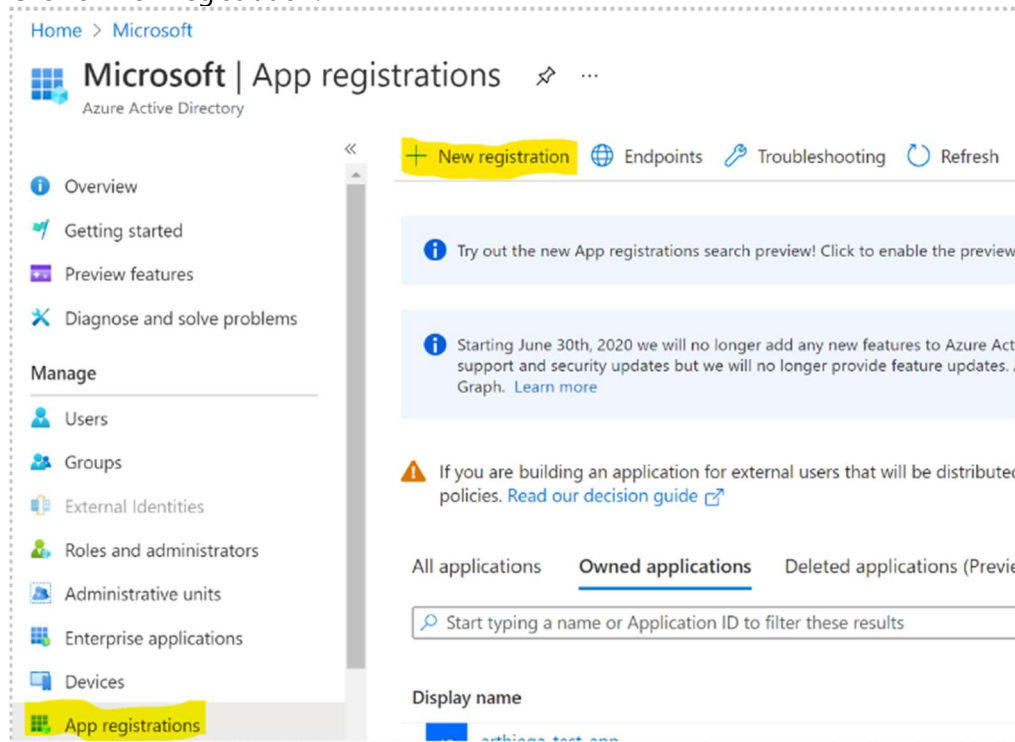 Home > Microsoft
Microsoft | App registrations
Azure Active Directory
«
Overview
Getting started
Preview features
Diagnose and solve problems
Manage
Users
Groups
External Identities
Roles and administrators
Administrative units
Enterprise applications
Devices
App registrations
+ New registration Endpoints Troubleshooting Refresh
Try out the new App registrations search preview! Click to enable the preview
Starting June 30th, 2020 we will no longer add any new features to Azure Act
support and security updates but we will no longer provide feature updates.
Graph. Learn more
If you are building an application for external users that will be distributed
policies. Read our decision guide
All applications Owned applications Deleted applications (Previe
Start typing a name or Application ID to filter these results
Display name